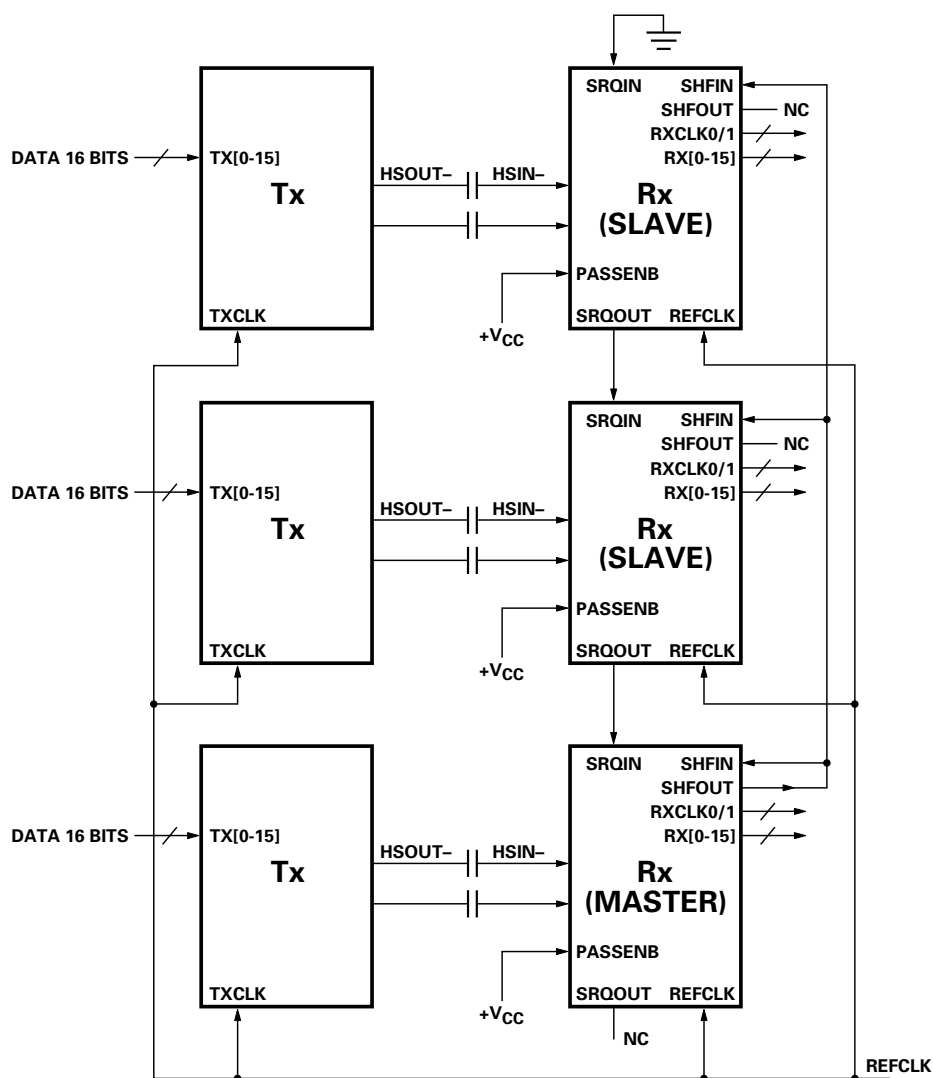 SRQIN SHFIN
SHFOUT NC
RXCLK0/1
DATA 16 BITS TX[0-15] RX[0-15]
HSOUT– HSIN–
Tx Rx
(SLAVE)
PASSENB
TXCLK SRQOUT REFCLK
+VCC
SRQIN SHFIN
SHFOUT NC
RXCLK0/1
DATA 16 BITS TX[0-15] RX[0-15]
HSOUT– HSIN–
Tx Rx
(SLAVE)
PASSENB
TXCLK SRQOUT REFCLK
+VCC
SRQIN SHFIN
SHFOUT
RXCLK0/1
DATA 16 BITS TX[0-15] RX[0-15]
HSOUT– HSIN–
Tx Rx
(MASTER)
PASSENB
TXCLK SRQOUT REFCLK
+VCC
NC
REFCLK